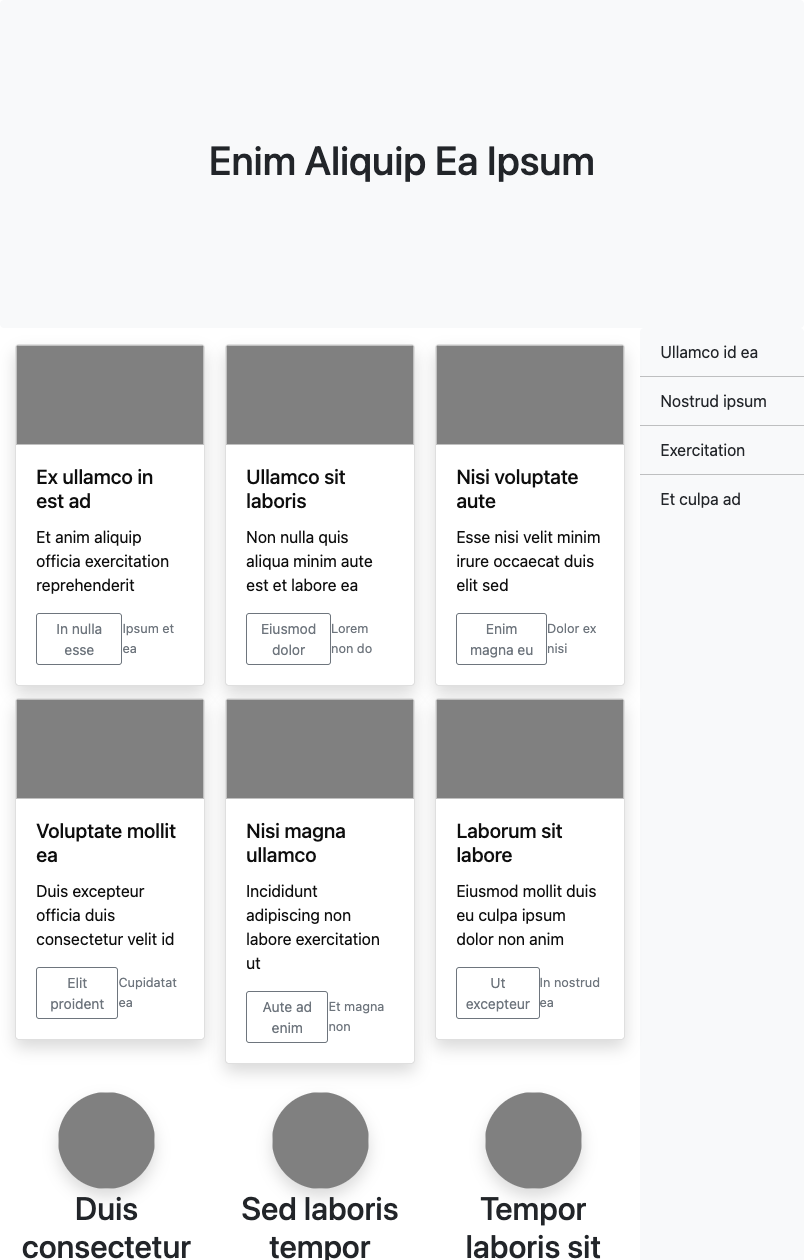 Enim Aliquip Ea Ipsum
Ex ullamco in
est ad
Et anim aliquip
officia exercitation
reprehenderit
In nulla
esse
Ipsum et
ea
Ullamco sit
laboris
Non nulla quis
aliqua minim aute
est et labore ea
Eiusmod
dolor
Lorem
non do
Nisi voluptate
aute
Esse nisi velit minim
irure occaecat duis
elit sed
Enim
magna eu
Dolor ex
nisi
Voluptate mollit
ea
Duis excepteur
officia duis
consectetur velit id
Elit
proident
Cupidatat
ea
Nisi magna
ullamco
Incididunt
adipiscing non
labore exercitation
ut
Aute ad
enim
Et magna
non
Laborum sit
labore
Eiusmod mollit duis
eu culpa ipsum
dolor non anim
Ut
excepteur
In nostrud
ea
Duis
consectetur
Sed laboris
tempor
Tempor
laboris sit
Ullamco id ea
Nostrud ipsum
Exercitation
Et culpa ad